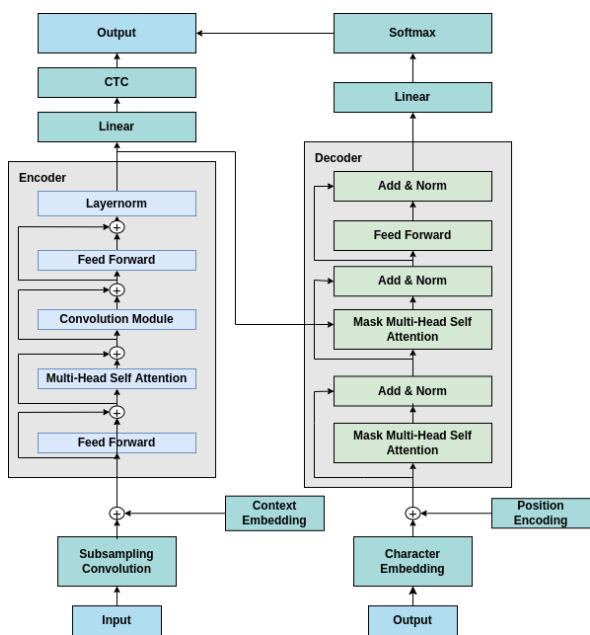 Output
CTC
Linear
Encoder
Layernorm
Feed Forward
Convolution Module
Multi-Head Self Attention
Feed Forward
Context
Embedding
Subsampling
Convolution
Input
Softmax
Linear
Decoder
Add & Norm
Feed Forward
Add & Norm
Mask Multi-Head Self
Attention
Add & Norm
Mask Multi-Head Self
Attention
Position
Encoding
Character
Embedding
Output